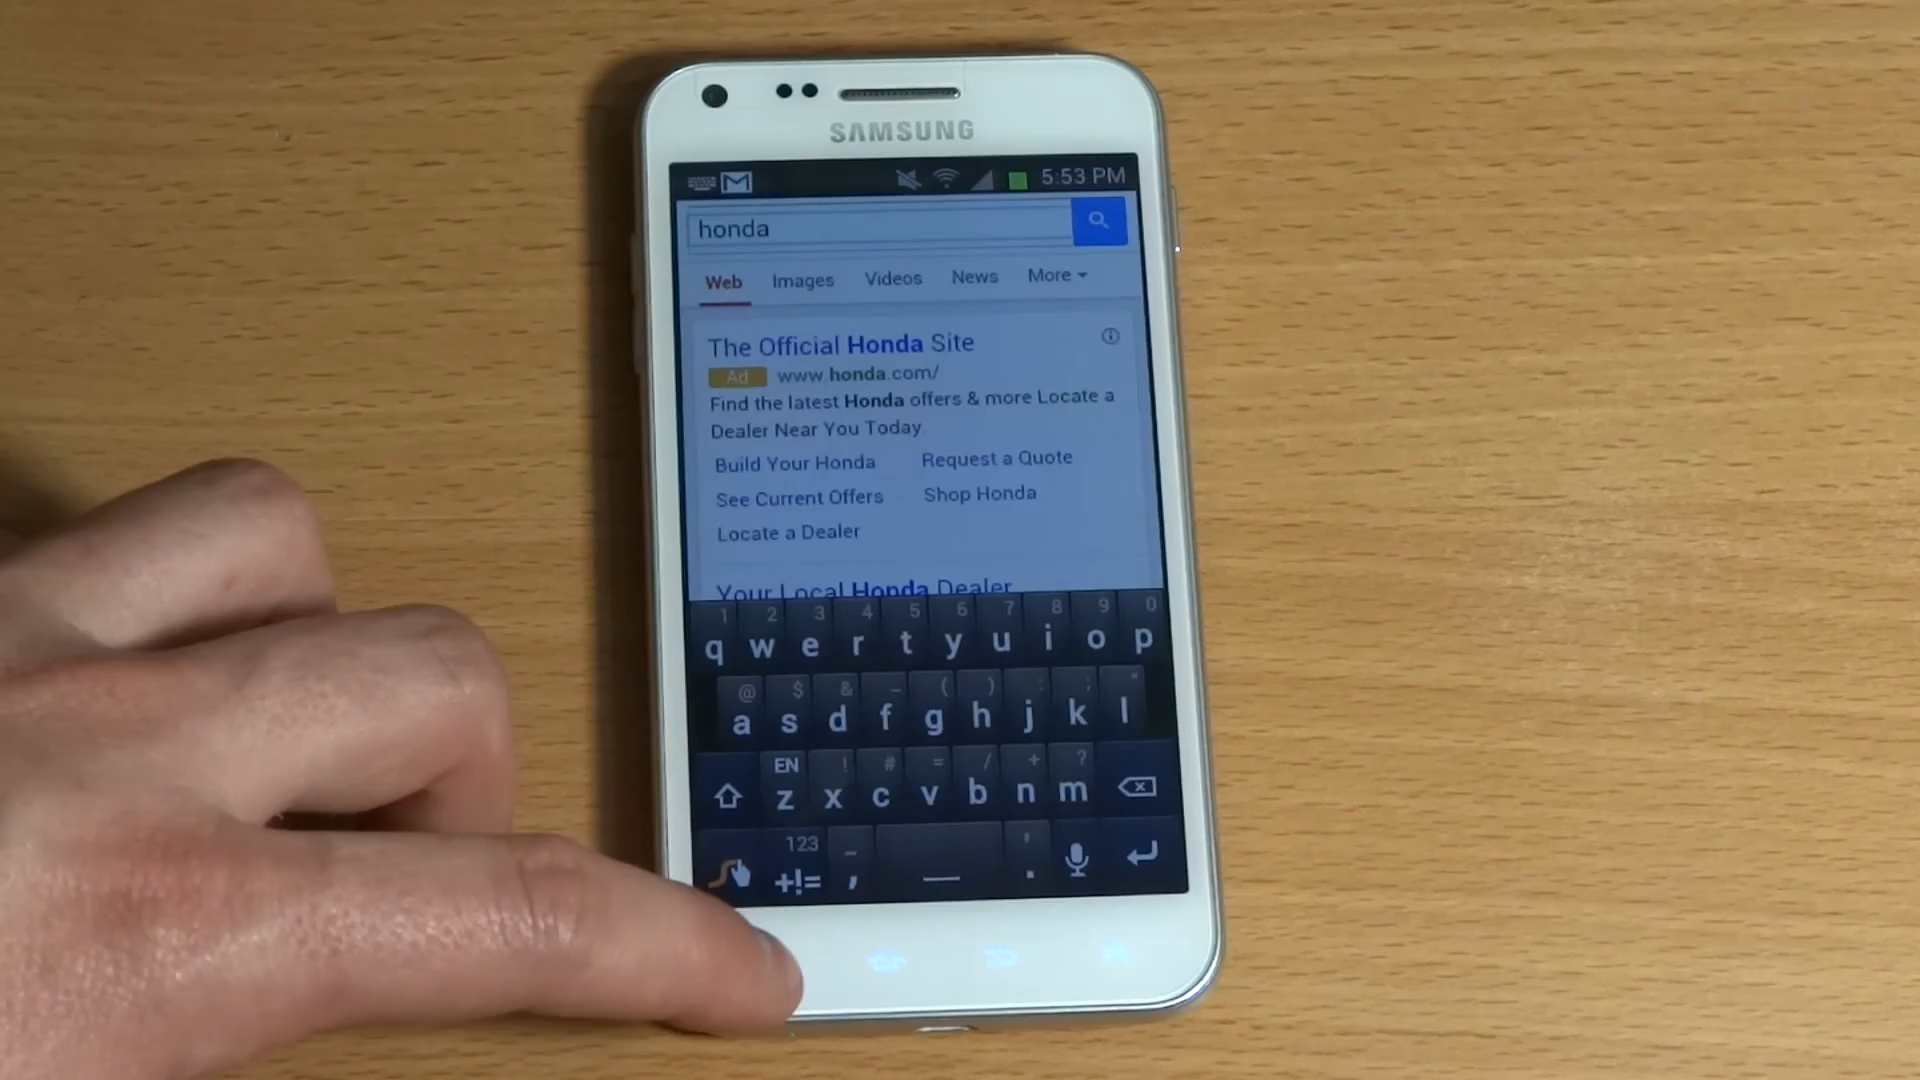 SAMSUNG
5:53 PM
honda
Web Images Videos News More
The Official Honda Site
Ad www.honda.com/
Find the latest Honda offers & more Locate a
Dealer Near You Today.
Build Your Honda Request a Quote
See Current Offers Shop Honda
Locate a Dealer
Your Local Honda Dealer
1 2 3 4 5 6 7 8 9 0
q w e r t y u i o p
@ $ & _ ( ) : ; "
a s d f g h j k l
EN ! # = / + ?
z x c v b n m
123 - '
+!= , .